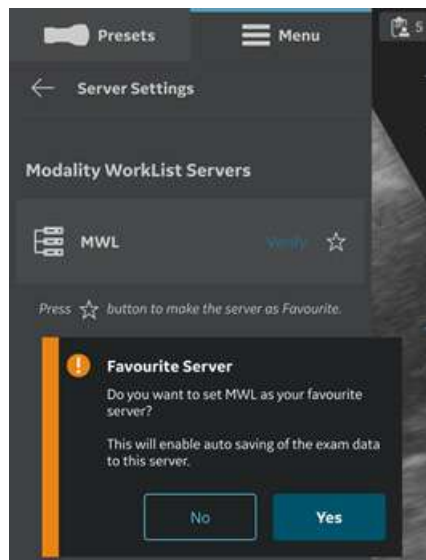 Presets
Menu
S
Server Settings
Modality WorkList Servers
MWL
Verify
Press ☆ button to make the server as Favourite.
Favourite Server
Do you want to set MWL as your favourite
server?
This will enable auto saving of the exam data
to this server.
No
Yes